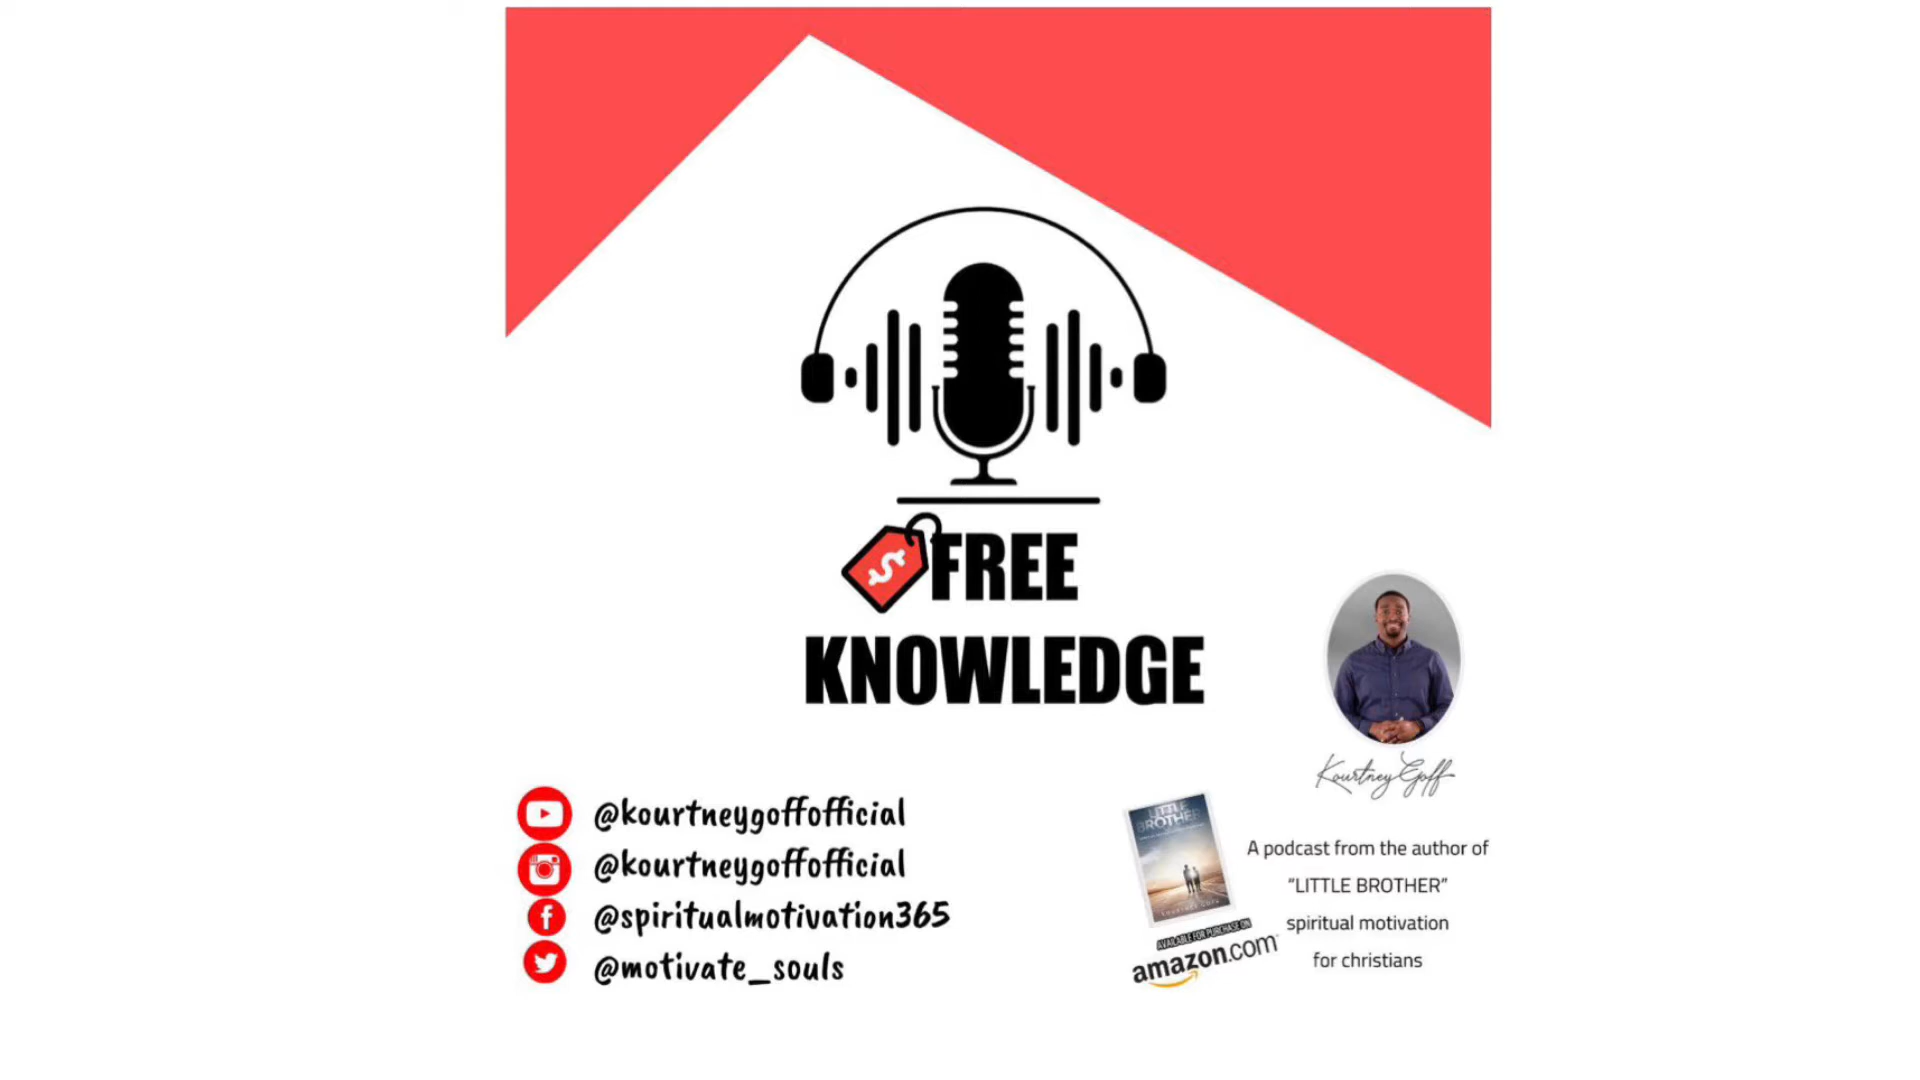 $
FREE
KNOWLEDGE
Kourtney Goff
@kourtneygoffofficial
@kourtneygoffofficial
@spiritualmotivation365
@motivate_souls
LITTLE
BROTHER
AVAILABLE FOR PURCHASE ON
amazon.com
A podcast from the author of
“LITTLE BROTHER”
spiritual motivation
for christians